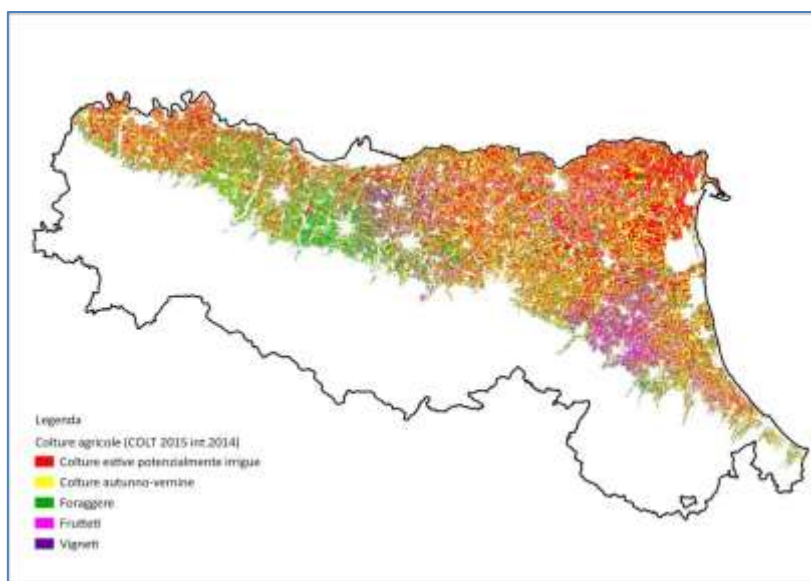 Legenda
Colture agricole (COLT 2015 int.2014)
Colture estive potenzialmente irrigue
Colture autunno-vernine
Foraggere
Frutteti
Vigneti